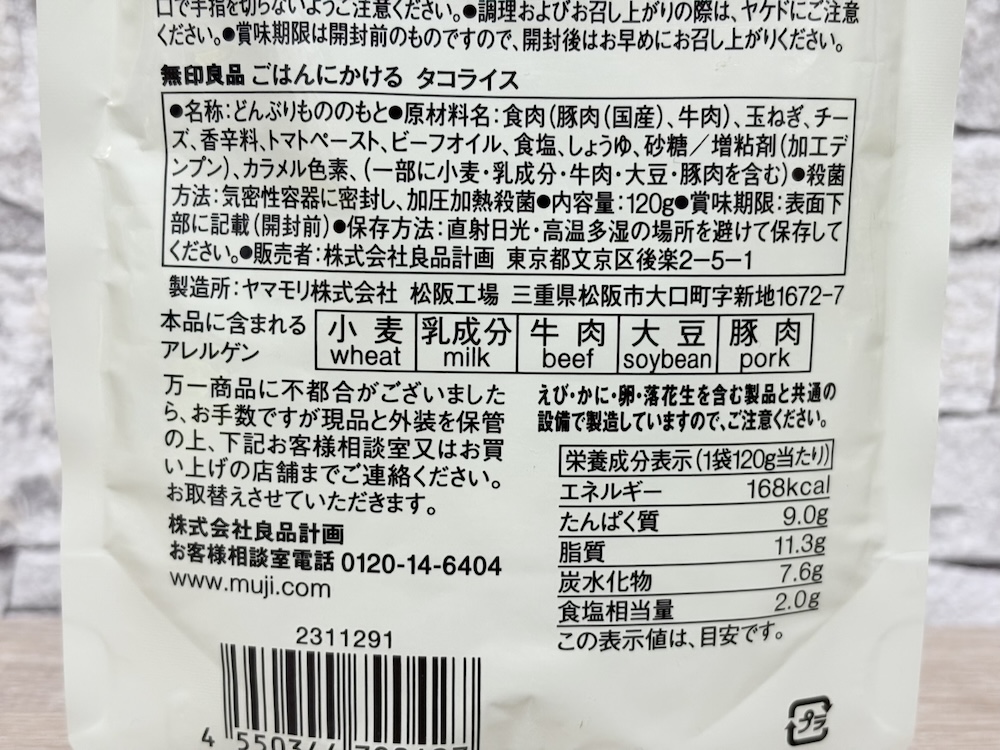 口で手指を切らないようご注意ください。●調理およびお召し上がりの際は、ヤケドにご注意
ください。●賞味期限は開封前のものですので、開封後はお早めにお召し上がりください。
無印良品 ごはんにかける タコライス
●名称：どんぶりもののもと●原材料名：食肉（豚肉（国産）、牛肉）、玉ねぎ、チー
ズ、香辛料、トマトペースト、ビーフオイル、食塩、しょうゆ、砂糖／増粘剤（加工デ
ンプン）、カラメル色素、（一部に小麦・乳成分・牛肉・大豆・豚肉を含む）●殺菌
方法：気密性容器に密封し、加圧加熱殺菌●内容量：120g●賞味期限：表面下
部に記載（開封前）●保存方法：直射日光・高温多湿の場所を避けて保存して
ください。●販売者：株式会社良品計画 東京都文京区後楽2−5−1
製造所：ヤマモリ株式会社 松阪工場 三重県松阪市大口町字新地1672-7
本品に含まれる
アレルゲン
小麦 乳成分 牛肉 大豆 豚肉
wheat milk beef soybean pork
万一商品に不都合がございました
ら、お手数ですが現品と外装を保管
の上、下記お客様相談室又はお買
い上げの店舗までご連絡ください。
お取替えさせていただきます。
株式会社良品計画
お客様相談室電話 0120-14-6404
www.muji.com
えび・かに・卵・落花生を含む製品と共通の
設備で製造していますので、ご注意ください。
栄養成分表示（1袋120g当たり）
エネルギー 168kcal
たんぱく質 9.0g
脂質 11.3g
炭水化物 7.6g
食塩相当量 2.0g
この表示値は、目安です。
2311291
4 550344
プラ